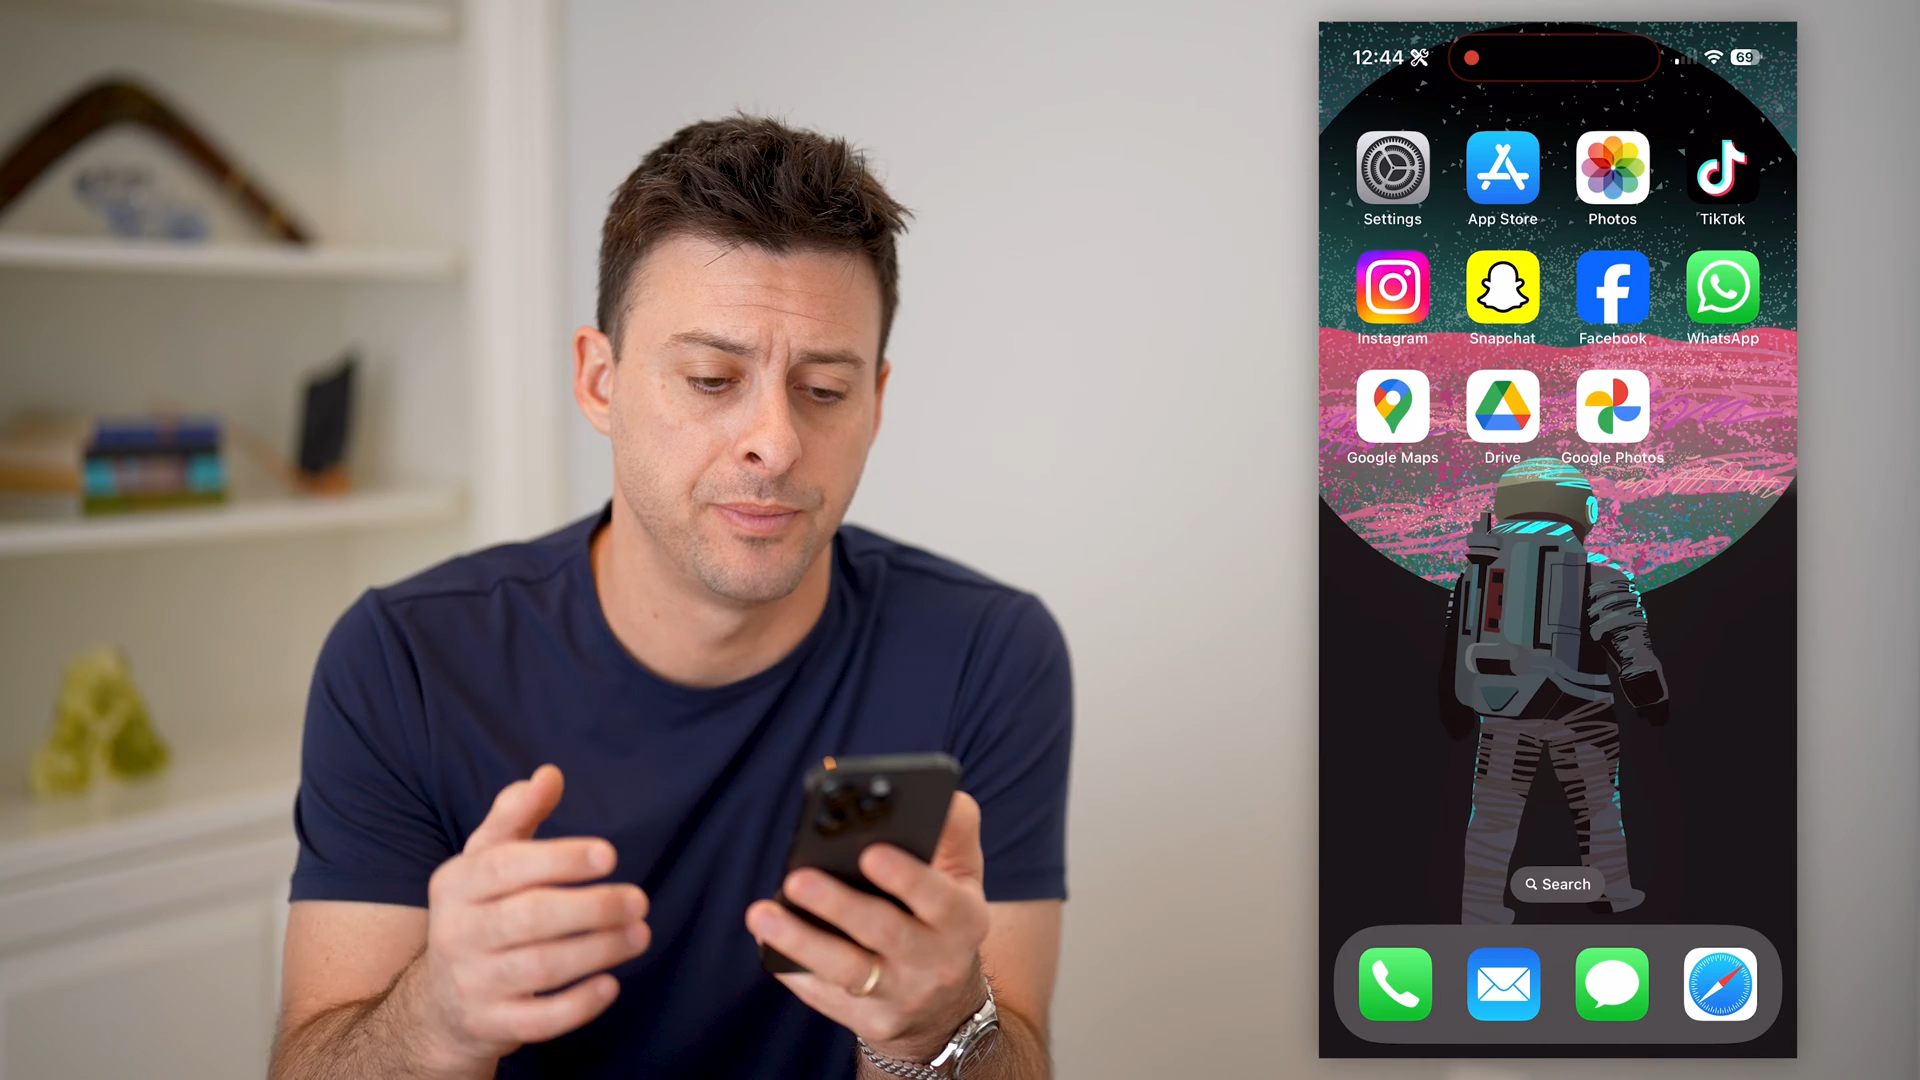 12:44 69
Settings App Store Photos TikTok
Instagram Snapchat Facebook WhatsApp
Google Maps Drive Google Photos
Search